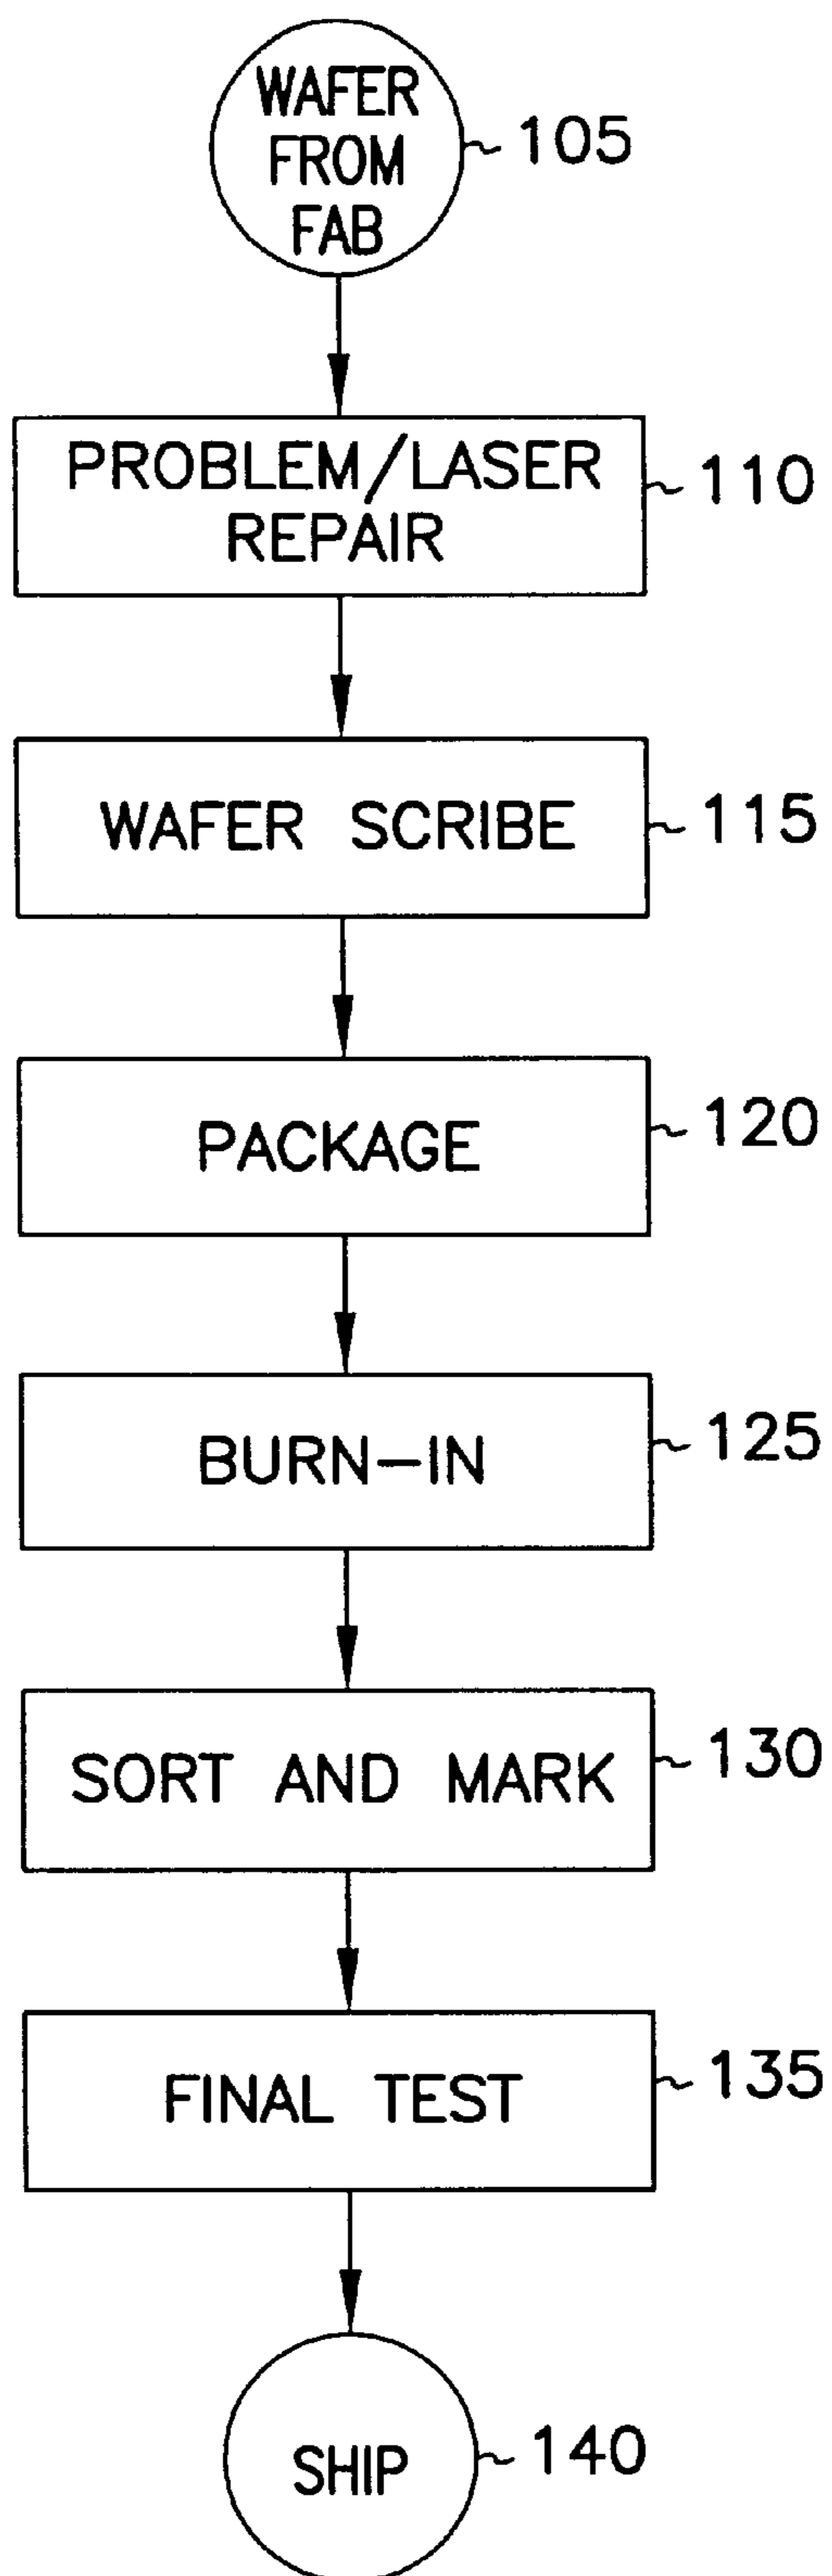 WAFER
FROM
FAB
105
PROBLEM/LASER
REPAIR
110
WAFER SCRIBE
115
PACKAGE
120
BURN-IN
125
SORT AND MARK
130
FINAL TEST
135
SHIP
140